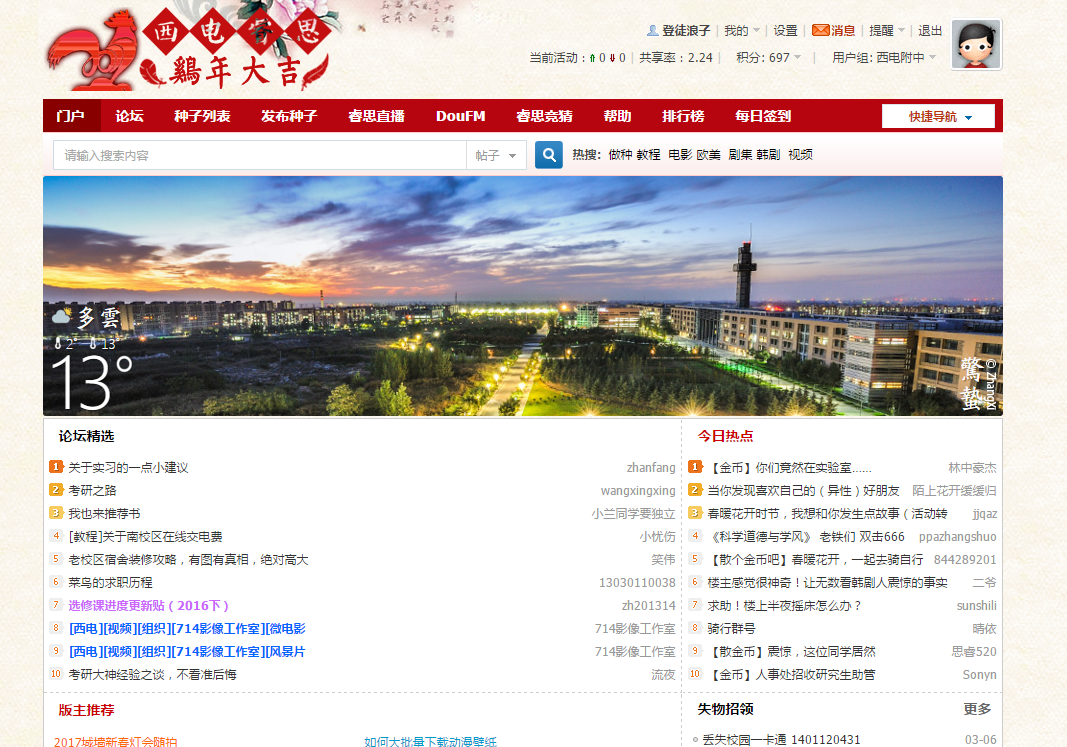 西电睿思
鷄年大吉
登徒浪子 | 我的 | 设置 | 消息 | 提醒 | 退出
当前活动：0 0 | 共享率：2.24 | 积分: 697 | 用户组: 西电附中
门户 论坛 种子列表 发布种子 睿思直播 DouFM 睿思竞猜 帮助 排行榜 每日签到 快捷导航
请输入搜索内容 帖子 热搜: 做种 教程 电影 欧美 剧集 韩剧 视频
多雲
2° 13°
13°
驚蟄
© Zhangxl
论坛精选
1 关于实习的一点小建议 zhanfang
2 考研之路 wangxingxing
3 我也来推荐书 小兰同学要独立
4 [教程]关于南校区在线交电费 小忧伤
5 老校区宿舍装修攻略，有图有真相，绝对高大 笑伟
6 菜鸟的求职历程 13030110038
7 选修课进度更新贴（2016下） zh201314
8 [西电][视频][组织][714影像工作室][微电影 714影像工作室
9 [西电][视频][组织][714影像工作室][风景片 714影像工作室
10 考研大神经验之谈，不看准后悔 流夜
今日热点
1 【金币】你们竟然在实验室...... 林中豪杰
2 当你发现喜欢自己的（异性）好朋友 陌上花开缓缓归
3 春暖花开时节，我想和你发生点故事（活动转 jjqaz
4 《科学道德与学风》 老铁们 双击666 ppazhangshuo
5 【散个金币吧】春暖花开，一起去骑自行 844289201
6 楼主感觉很神奇！让无数看韩剧人震惊的事实 二爷
7 求助！楼上半夜摇床怎么办？ sunshili
8 骑行群号 晴依
9 【散金币】震惊，这位同学居然 思睿520
10 【金币】人事处招收研究生助管 Sonyn
版主推荐
2017城墙新春灯会随拍 如何大批量下载动漫壁纸
失物招领 更多
丢失校园一卡通 1401120431 03-06